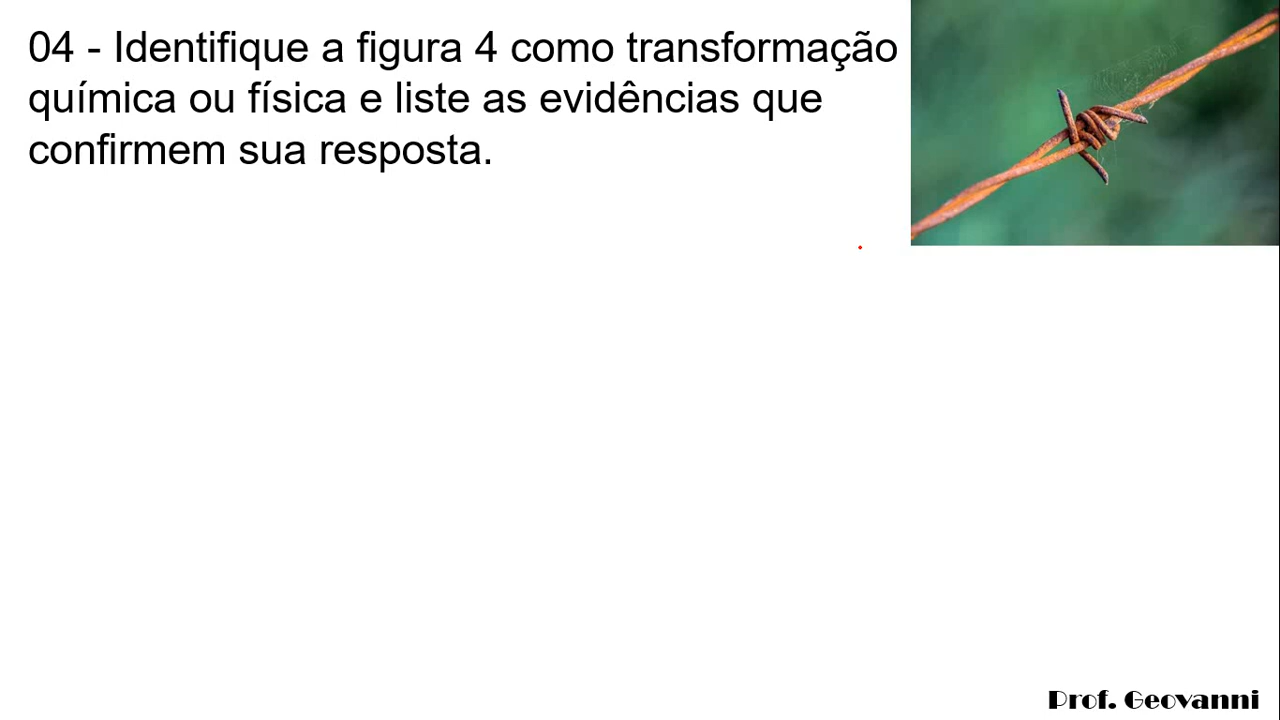 04 - Identifique a figura 4 como transformação
química ou física e liste as evidências que
confirmem sua resposta.
Prof. Geovanni